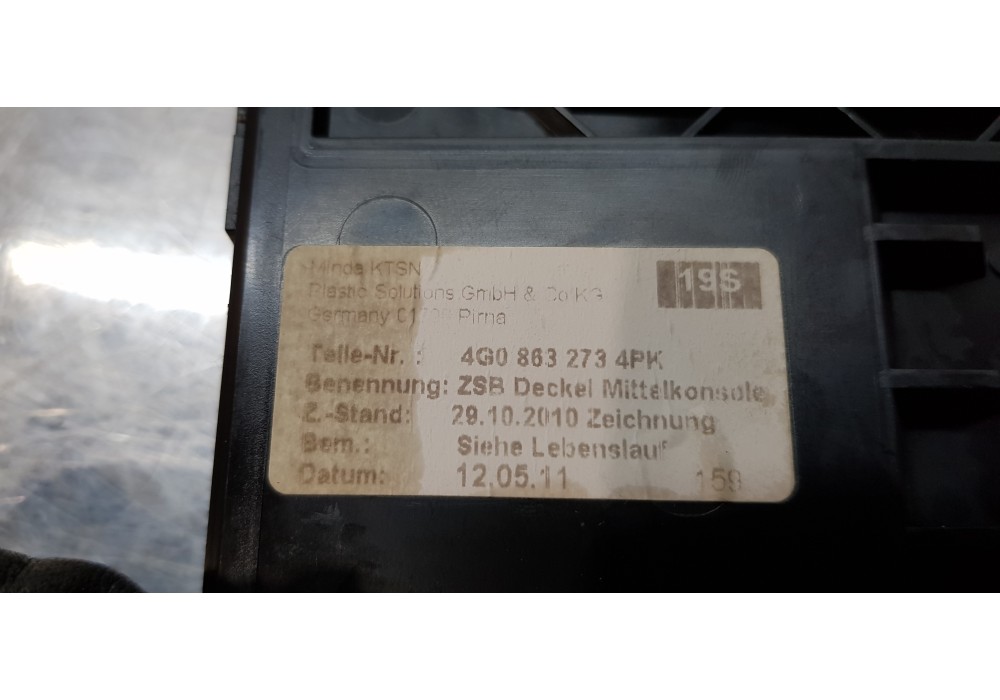 Minda KTSN
Plastic Solutions GmbH & Co KG
Germany Pirna
19S
Teile-Nr. : 4G0 863 273 4PK
Benennung: ZSB Deckel Mittelkonsole
Z.-Stand: 29.10.2010 Zeichnung
Bem.: Siehe Lebenslauf
Datum: 12.05.11 159